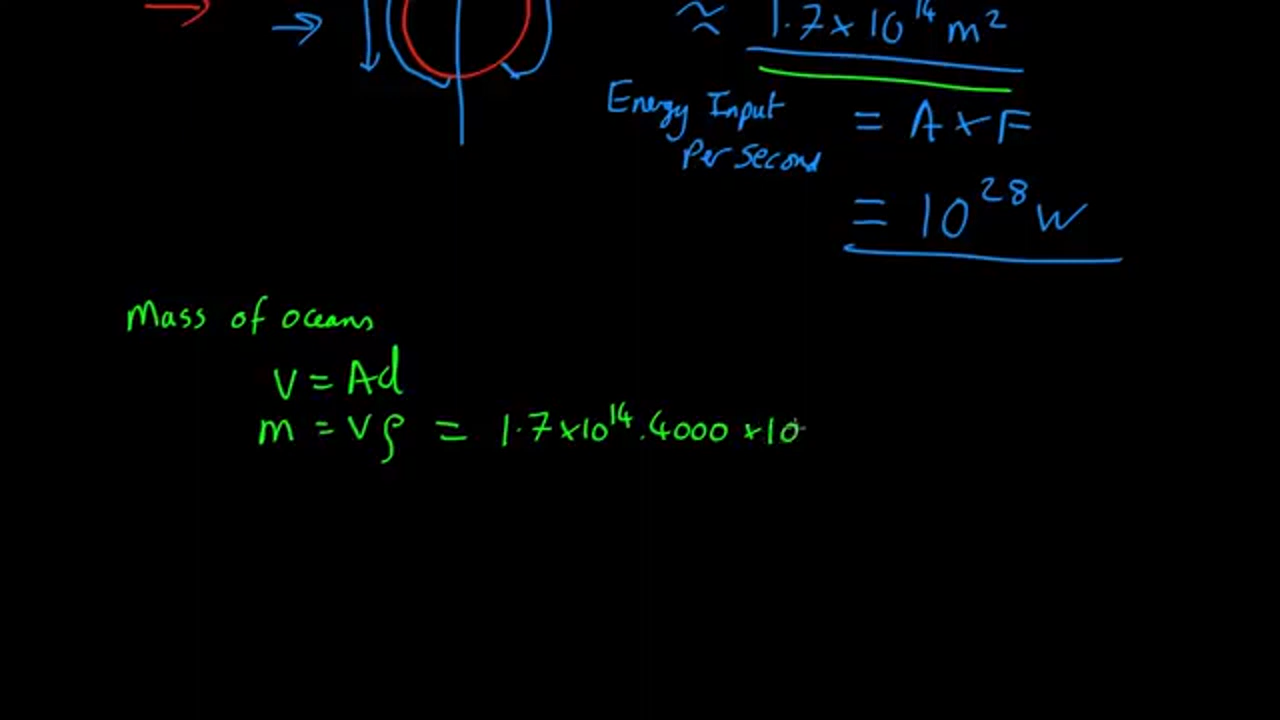 ≈ 1.7 x 10¹⁴ m²
Energy Input
Per Second
= A x F
= 10²⁸ W
Mass of oceans
V = Ad
m = Vρ = 1.7 x 10¹⁴ . 4000 x 10